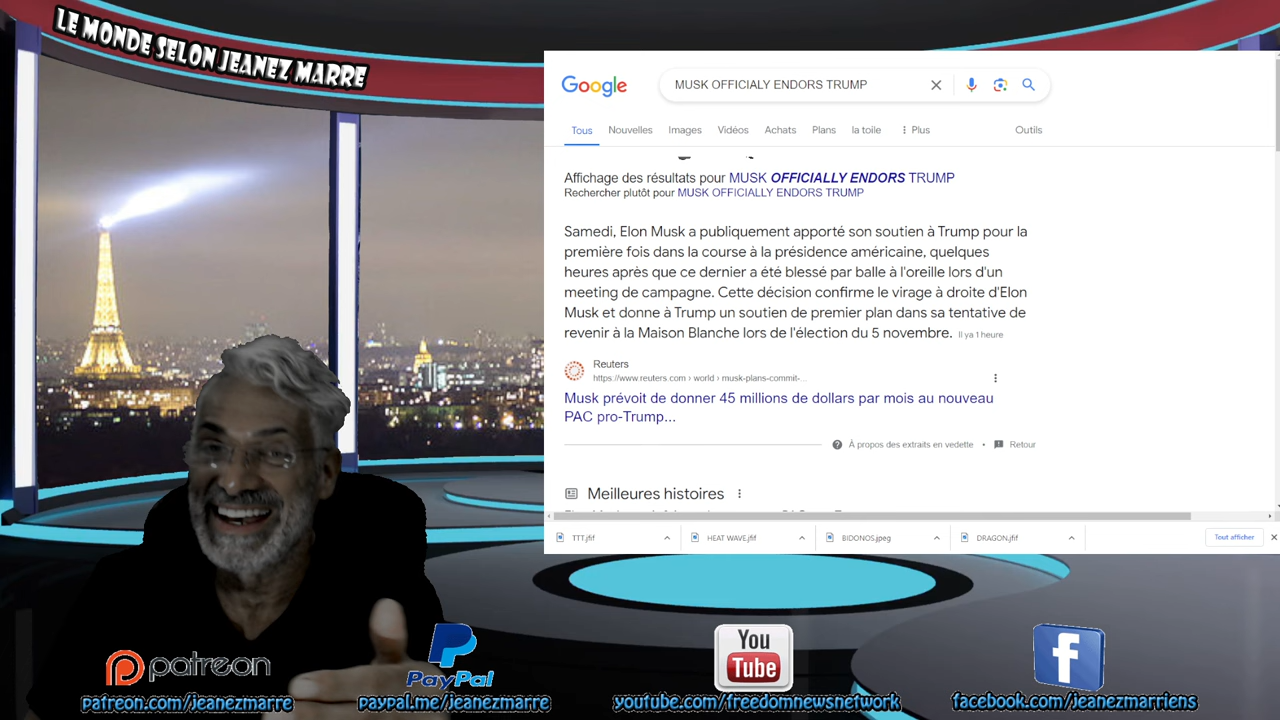 LE MONDE SELON JEANEZ MARRE
Google
MUSK OFFICIALY ENDORS TRUMP
Tous Nouvelles Images Vidéos Achats Plans la toile Plus Outils
Affichage des résultats pour MUSK OFFICIALLY ENDORS TRUMP
Rechercher plutôt pour MUSK OFFICIALY ENDORS TRUMP
Samedi, Elon Musk a publiquement apporté son soutien à Trump pour la
première fois dans la course à la présidence américaine, quelques
heures après que ce dernier a été blessé par balle à l'oreille lors d'un
meeting de campagne. Cette décision confirme le virage à droite d'Elon
Musk et donne à Trump un soutien de premier plan dans sa tentative de
revenir à la Maison Blanche lors de l'élection du 5 novembre. Il y a 1 heure
Reuters
https://www.reuters.com › world › musk-plans-commit-...
Musk prévoit de donner 45 millions de dollars par mois au nouveau
PAC pro-Trump...
À propos des extraits en vedette • Retour
Meilleures histoires
TTT.jfif HEAT WAVE.jfif BIDONOS.jpeg DRAGON.jfif Tout afficher
patreon PayPal You Tube f
patreon.com/jeanezmarre paypal.me/jeanezmarre youtube.com/freedomnewsnetwork facebook.com/jeanezmarriens